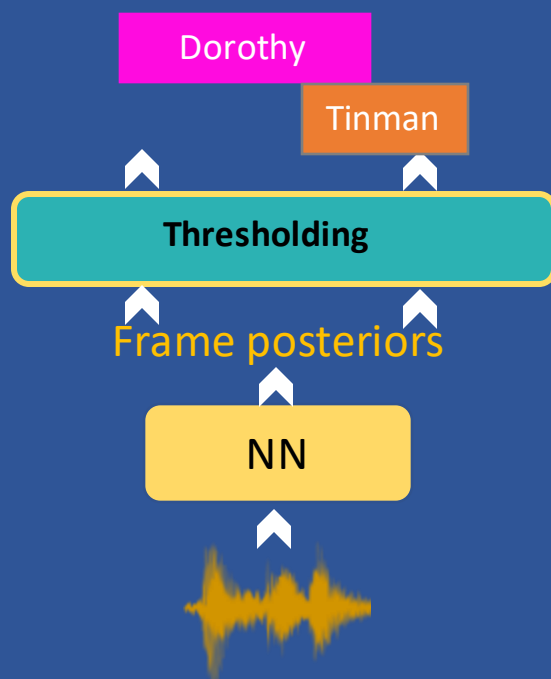 Dorothy
Tinman
Thresholding
Frame posteriors
NN